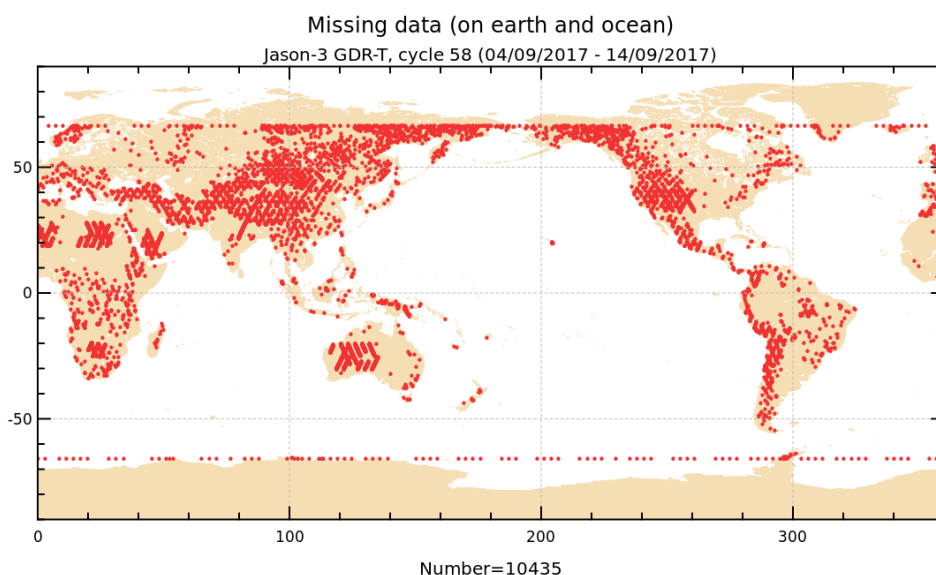 Missing data (on earth and ocean)
Jason-3 GDR-T, cycle 58 (04/09/2017 - 14/09/2017)
50
0
-50
0 100 200 300
Number=10435